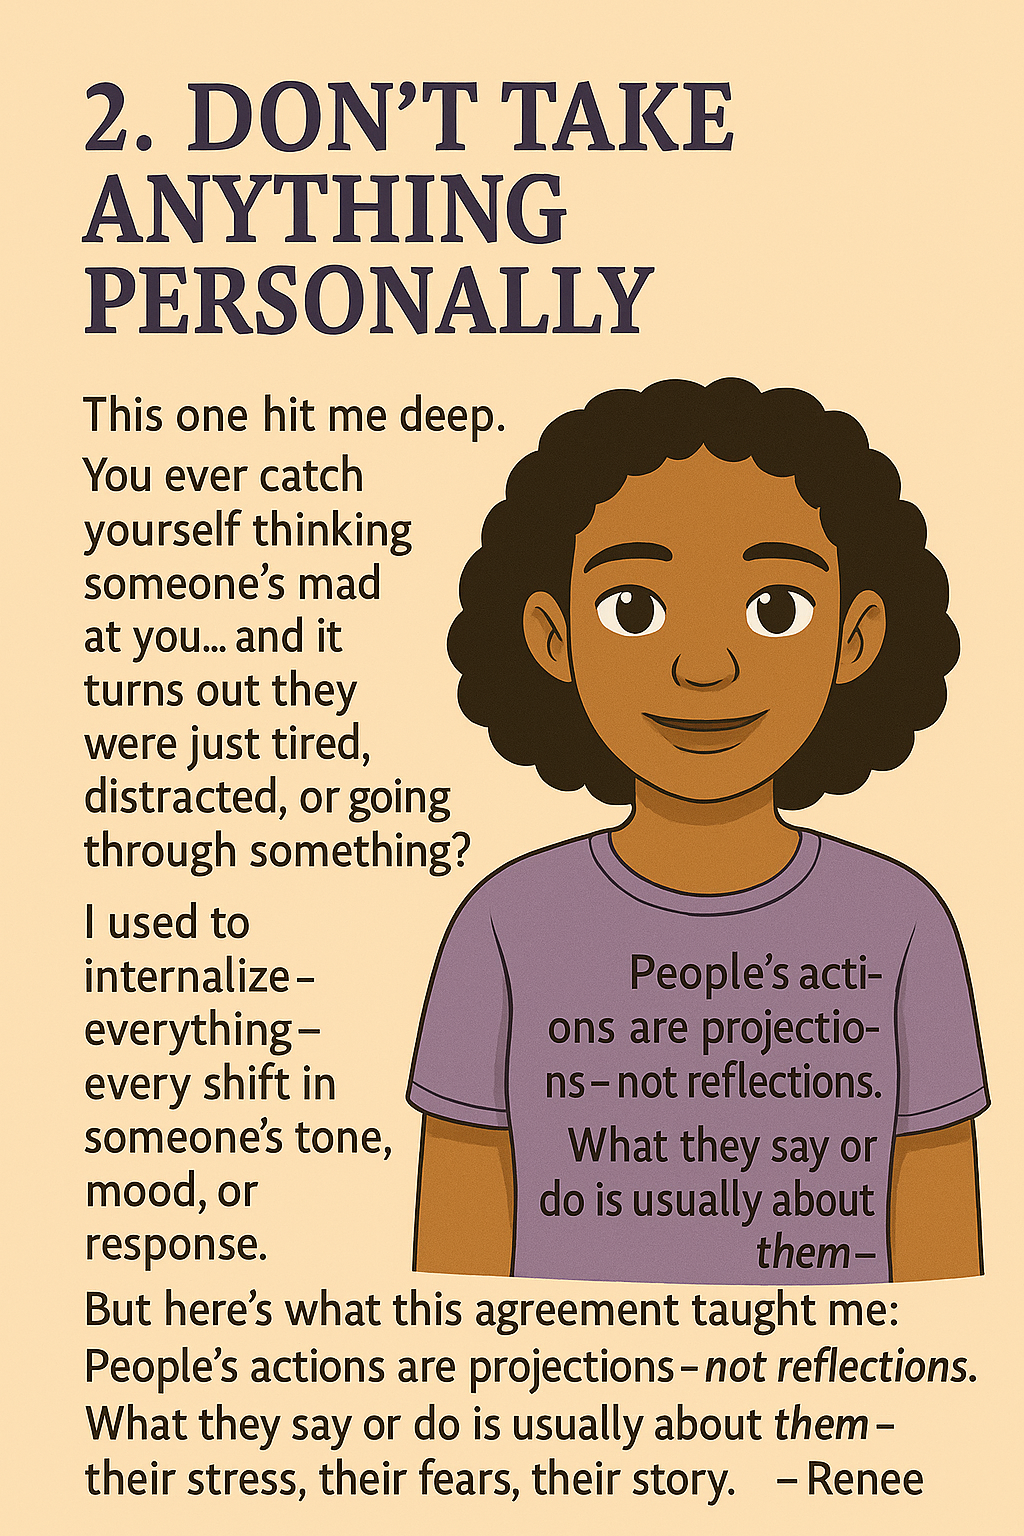 2. DON’T TAKE
ANYTHING
PERSONALLY
This one hit me deep.
You ever catch
yourself thinking
someone’s mad
at you... and it
turns out they
were just tired,
distracted, or going
through something?
I used to
internalize–
everything–
every shift in
someone’s tone,
mood, or
response.
People’s acti-
ons are projectio-
ns–not reflections.
What they say or
do is usually about
them–
But here’s what this agreement taught me:
People’s actions are projections–not reflections.
What they say or do is usually about them–
their stress, their fears, their story. –Renee